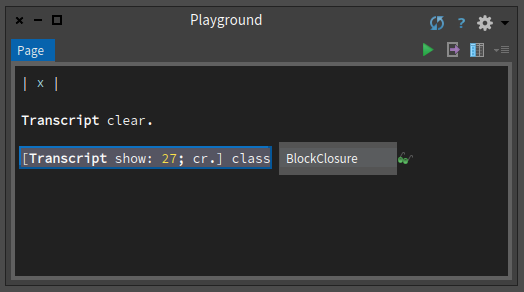 Playground
?
Page
| x |
Transcript clear.
[Transcript show: 27; cr.] class BlockClosure